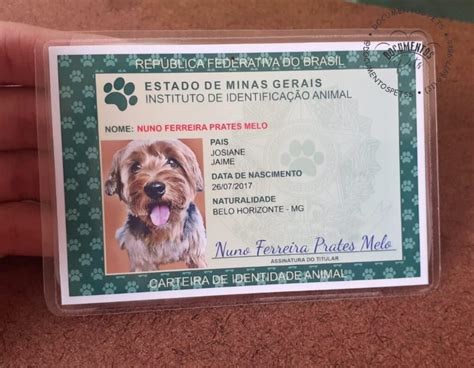 REPÚBLICA FEDERATIVA DO BRASIL
ESTADO DE MINAS GERAIS
INSTITUTO DE IDENTIFICAÇÃO ANIMAL
NOME: NUNO FERREIRA PRATES MELO
PAIS
JOSIANE
JAIME
DATA DE NASCIMENTO
26/07/2017
NATURALIDADE
BELO HORIZONTE - MG
Nuno Ferreira Prates Melo
ASSINATURA DO TITULAR
CARTEIRA DE IDENTIDADE ANIMAL
DOCUMENTOS